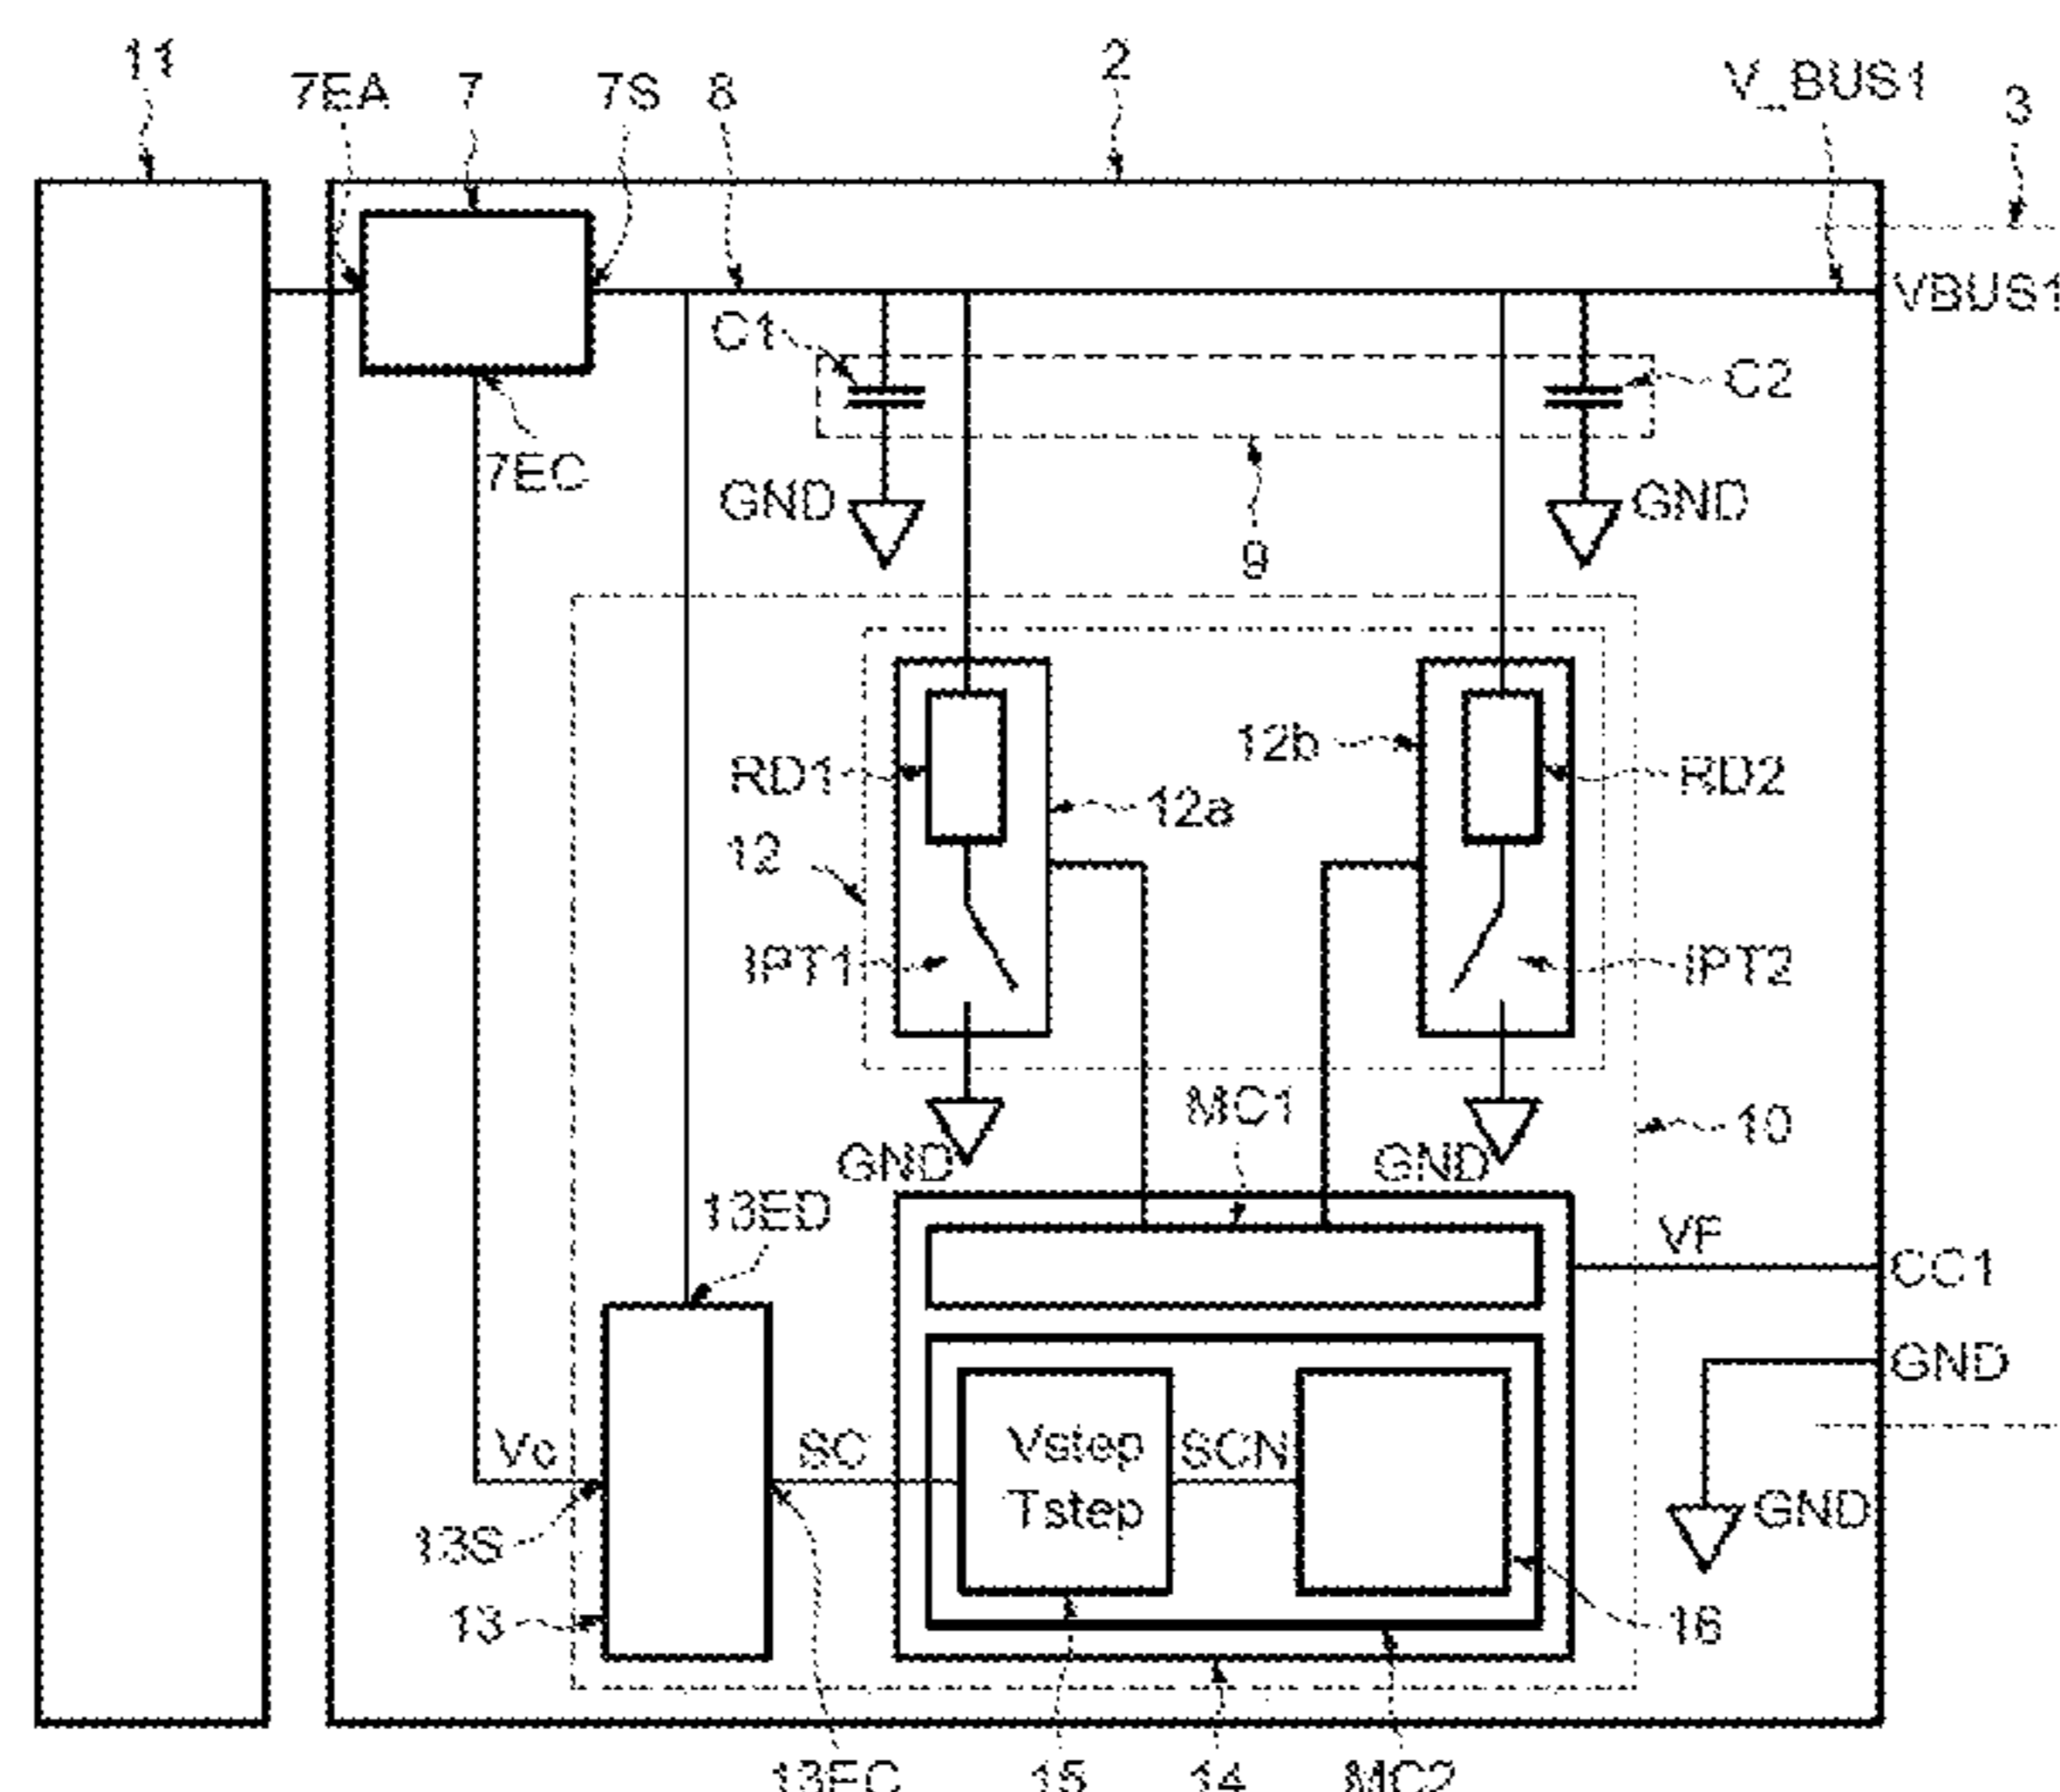 11
7EA
7
7S
8
2
V_BUS1
3
VBUS1
C1
C2
7EC
GND
GND
9
RD1
12a
12b
RD2
12
IPT1
IPT2
MC1
10
GND
GND
13ED
VF
CC1
GND
Vc
SC
Vstep
Tstep
SCN
GND
13S
13
16
13EC
15
14
MC2